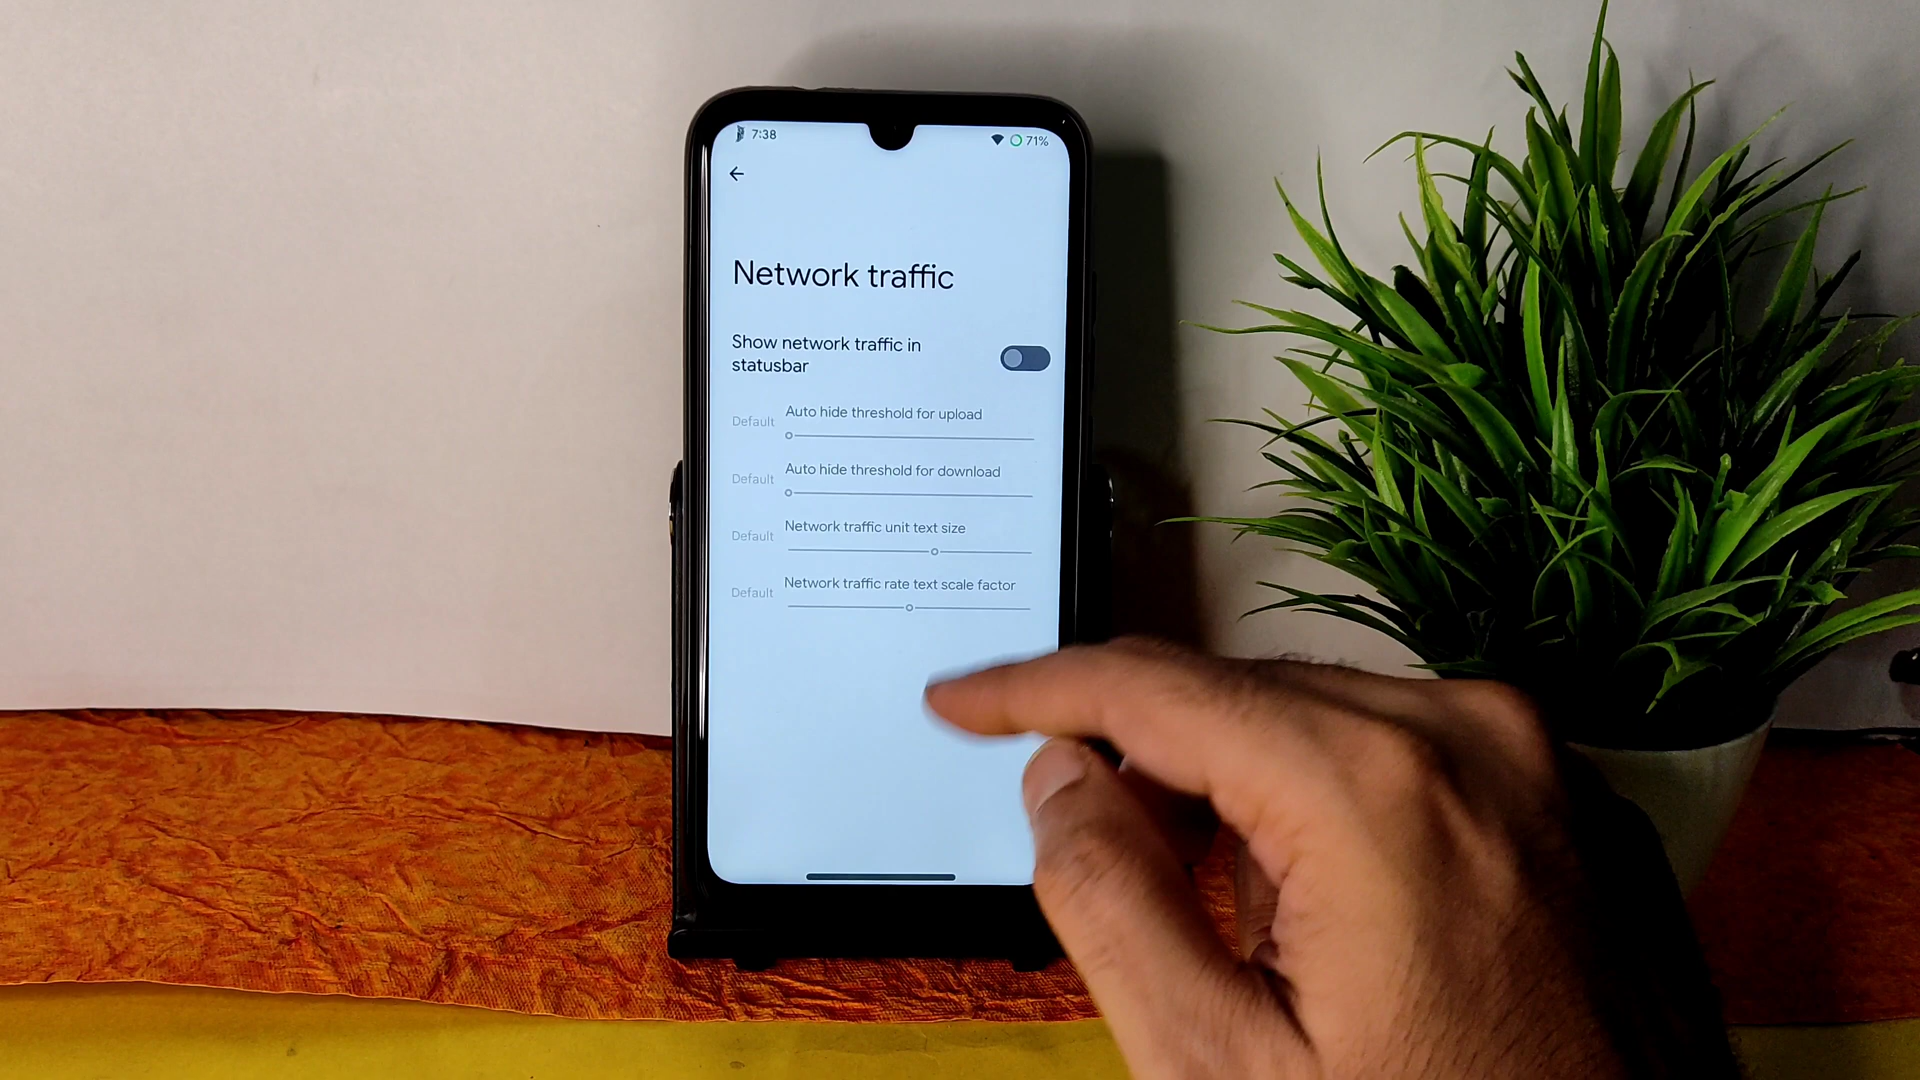 7:38
71%
Network traffic
Show network traffic in
statusbar
Auto hide threshold for upload
Default
Auto hide threshold for download
Default
Network traffic unit text size
Default
Network traffic rate text scale factor
Default